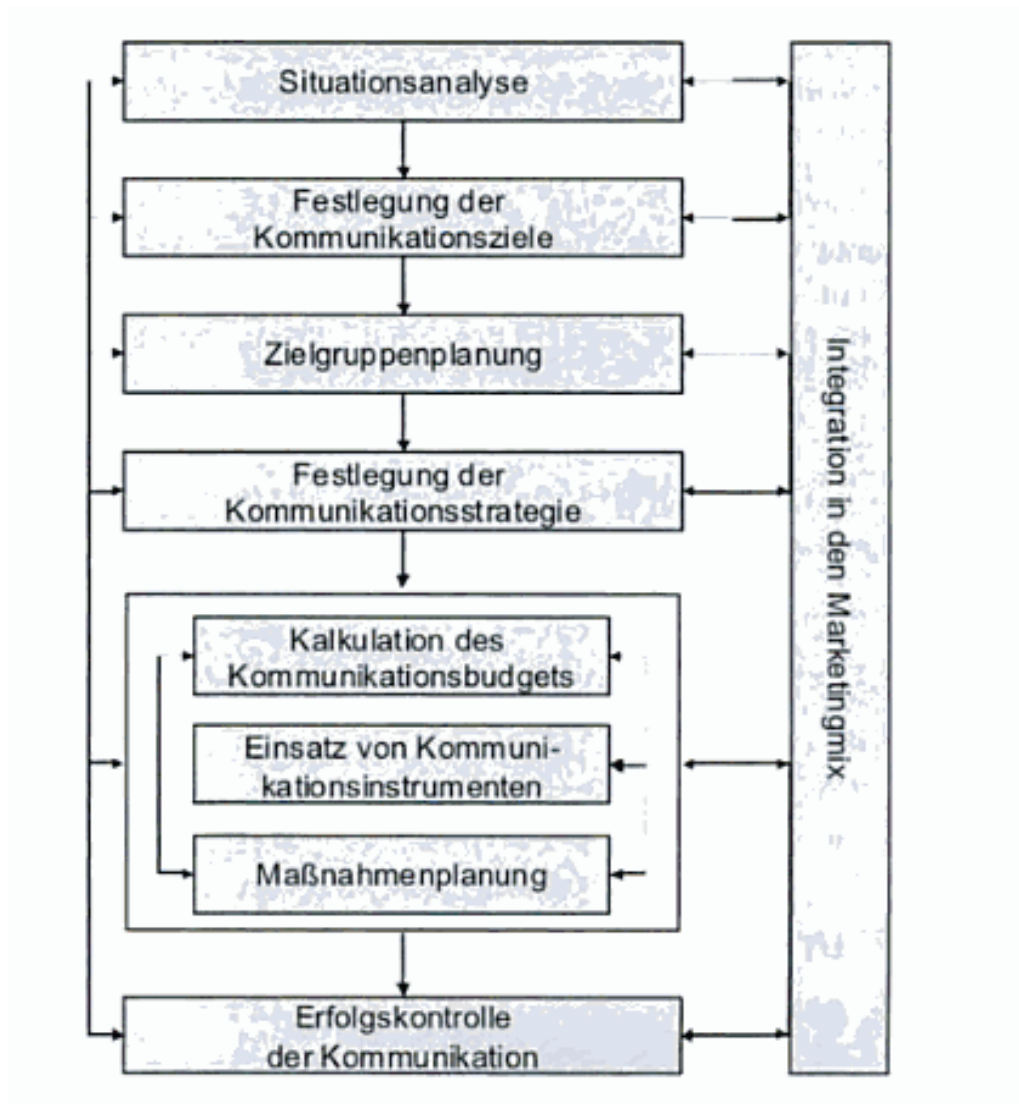 Situationsanalyse
Festlegung der
Kommunikationsziele
Zielgruppenplanung
Festlegung der
Kommunikationsstrategie
Kalkulation des
Kommunikationsbudgets
Einsatz von Kommuni-
kationsinstrumenten
Maßnahmenplanung
Erfolgskontrolle
der Kommunikation
Integration in den Marketingmix